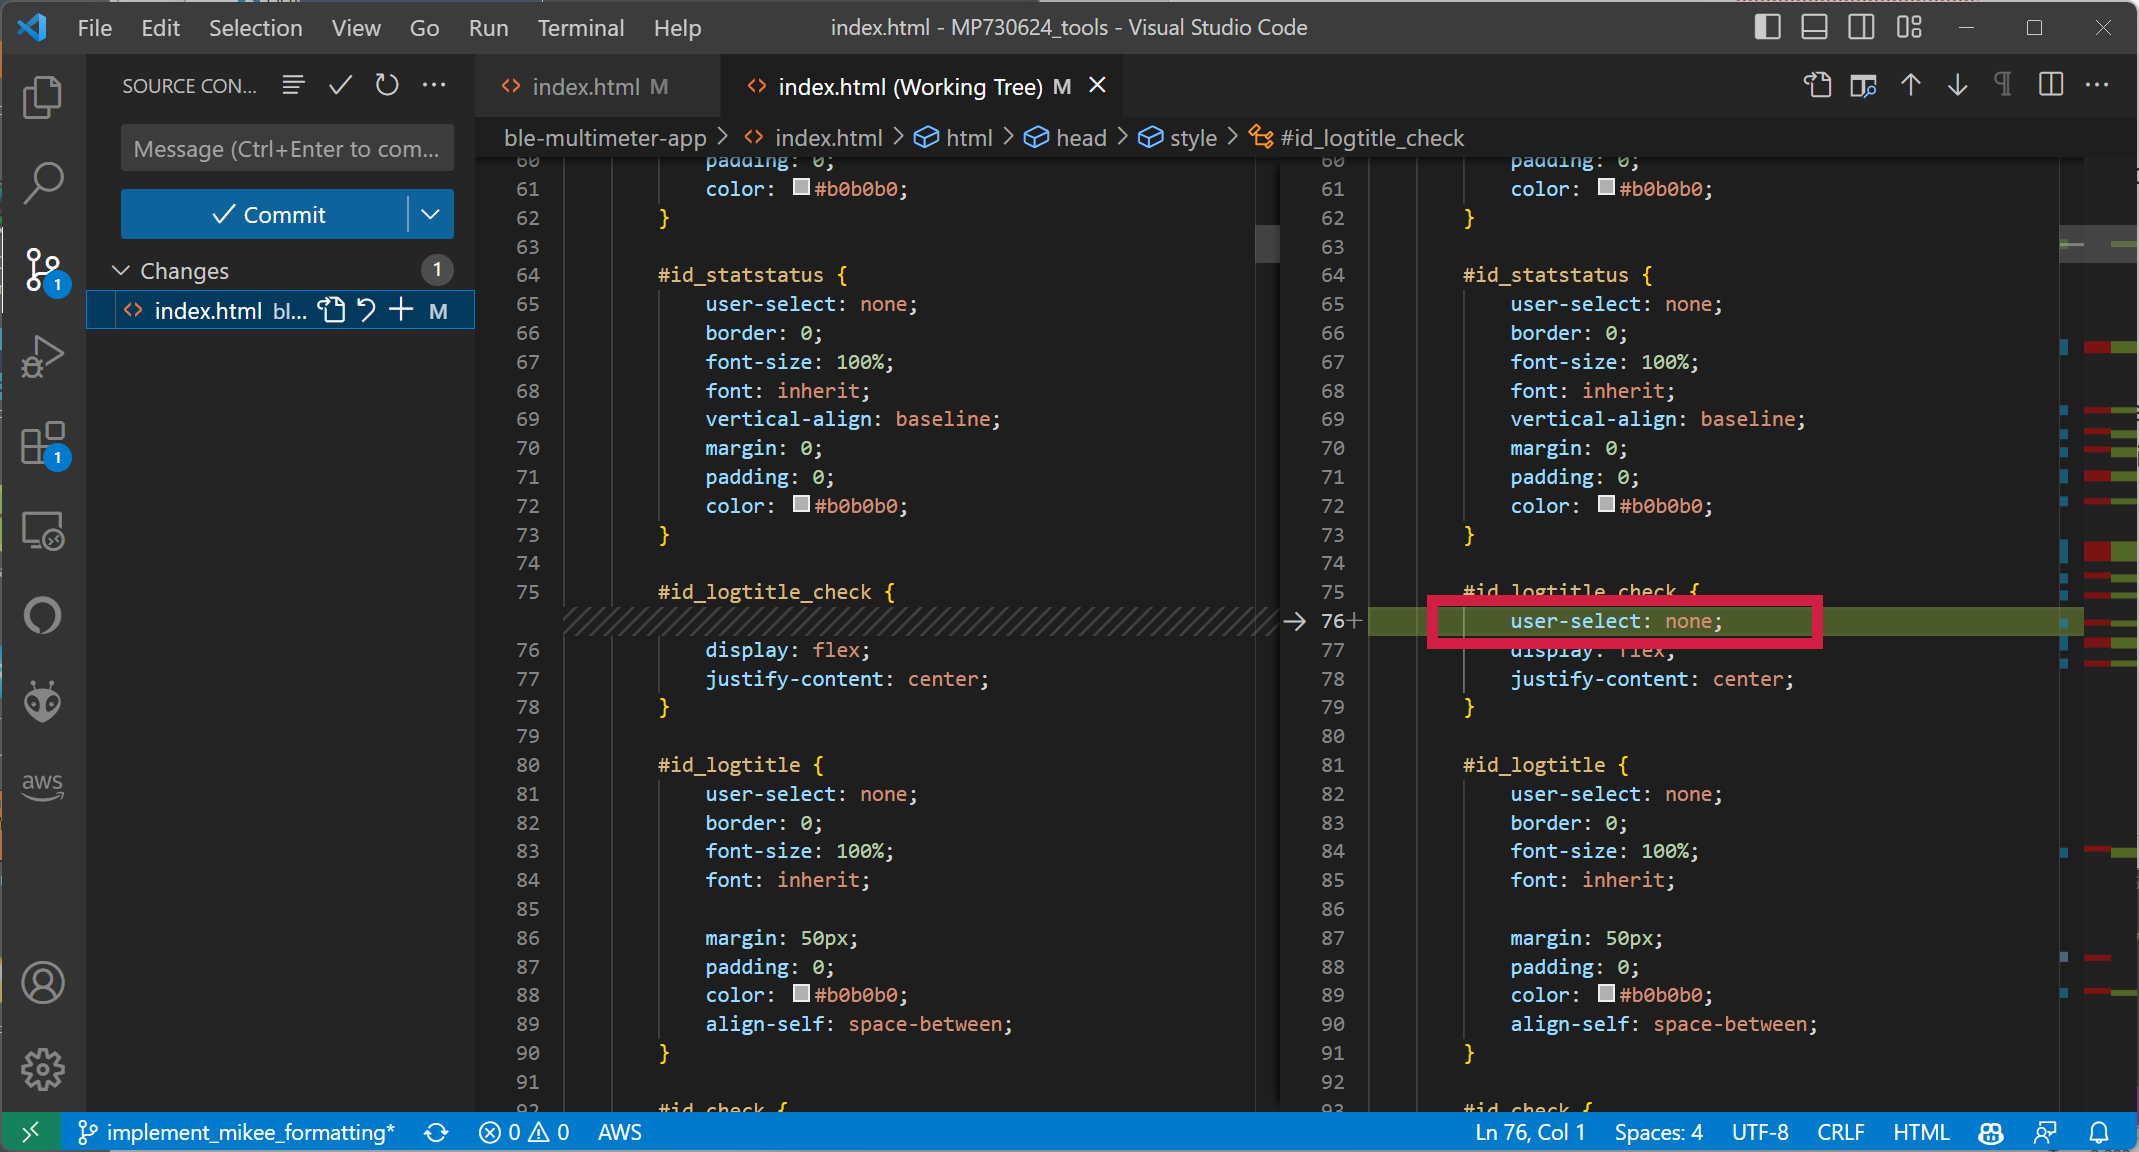 File Edit Selection View Go Run Terminal Help
index.html - MP730624_tools - Visual Studio Code
SOURCE CON...
Message (Ctrl+Enter to com...
Commit
Changes 1
index.html bl... M
1
1
aws
index.html M
index.html (Working Tree) M
ble-multimeter-app > index.html > html > head > style > #id_logtitle_check
60 padding: 0;
61 color: #b0b0b0;
62 }
63
64 #id_statstatus {
65 user-select: none;
66 border: 0;
67 font-size: 100%;
68 font: inherit;
69 vertical-align: baseline;
70 margin: 0;
71 padding: 0;
72 color: #b0b0b0;
73 }
74
75 #id_logtitle_check {
76 display: flex;
77 justify-content: center;
78 }
79
80 #id_logtitle {
81 user-select: none;
82 border: 0;
83 font-size: 100%;
84 font: inherit;
85
86 margin: 50px;
87 padding: 0;
88 color: #b0b0b0;
89 align-self: space-between;
90 }
91
92 #id_check {
60 padding: 0;
61 color: #b0b0b0;
62 }
63
64 #id_statstatus {
65 user-select: none;
66 border: 0;
67 font-size: 100%;
68 font: inherit;
69 vertical-align: baseline;
70 margin: 0;
71 padding: 0;
72 color: #b0b0b0;
73 }
74
75 #id_logtitle_check {
76+ user-select: none;
77 display: flex;
78 justify-content: center;
79 }
80
81 #id_logtitle {
82 user-select: none;
83 border: 0;
84 font-size: 100%;
85 font: inherit;
86
87 margin: 50px;
88 padding: 0;
89 color: #b0b0b0;
90 align-self: space-between;
91 }
92
93 #id_check {
implement_mikee_formatting* 0 0 AWS
Ln 76, Col 1 Spaces: 4 UTF-8 CRLF HTML